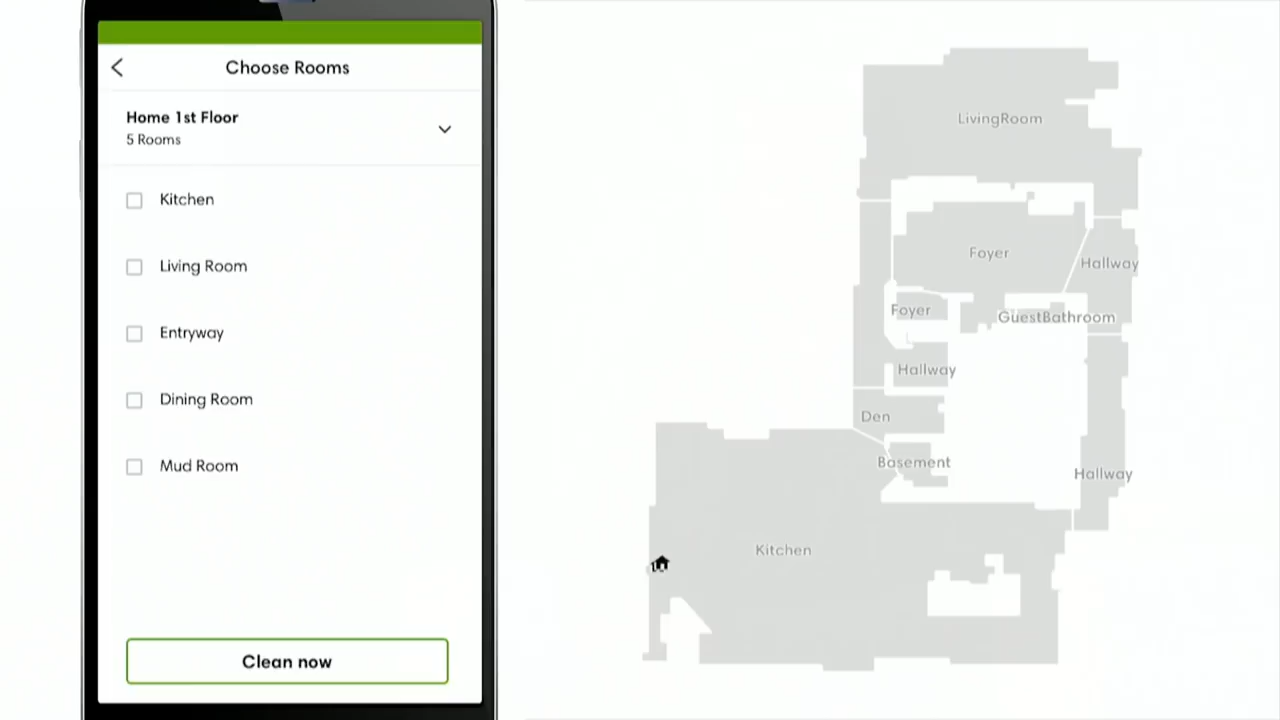 Choose Rooms
Home 1st Floor
5 Rooms
Kitchen
Living Room
Entryway
Dining Room
Mud Room
Clean now
LivingRoom
Foyer
Hallway
Foyer
GuestBathroom
Hallway
Den
Basement
Hallway
Kitchen